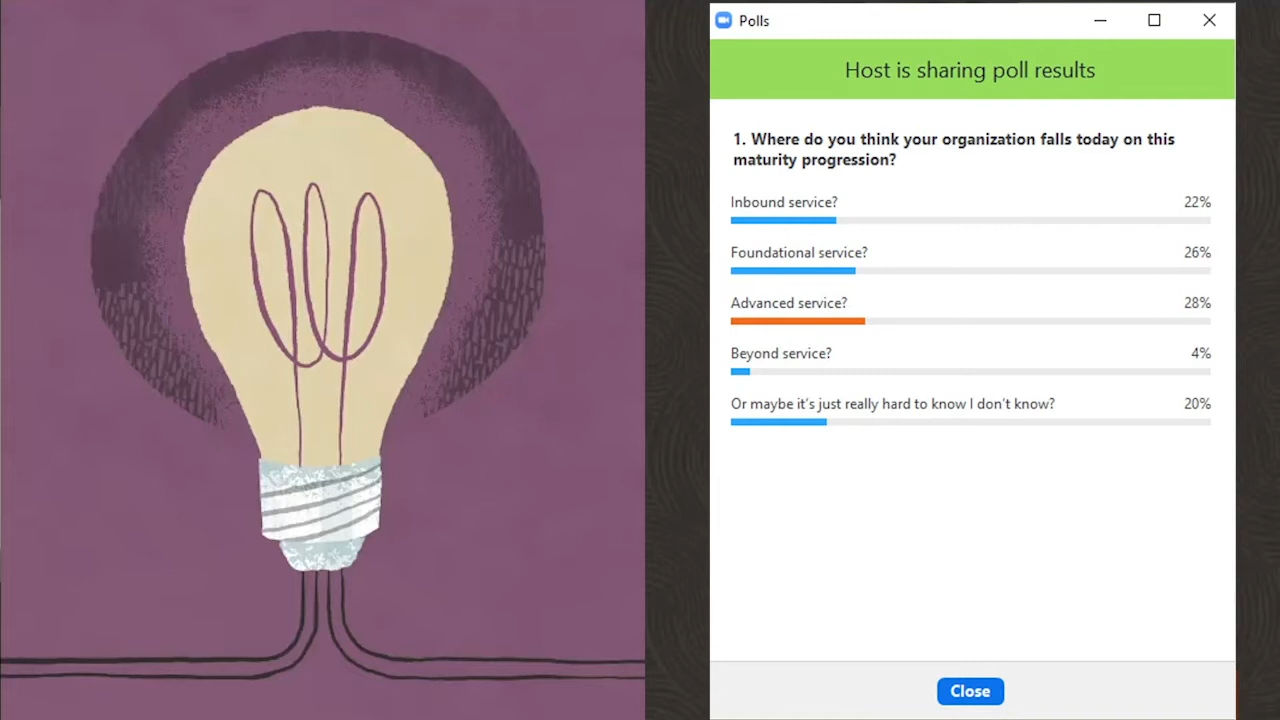 Polls
Host is sharing poll results
1. Where do you think your organization falls today on this
maturity progression?
Inbound service? 22%
Foundational service? 26%
Advanced service? 28%
Beyond service? 4%
Or maybe it's just really hard to know I don't know? 20%
Close